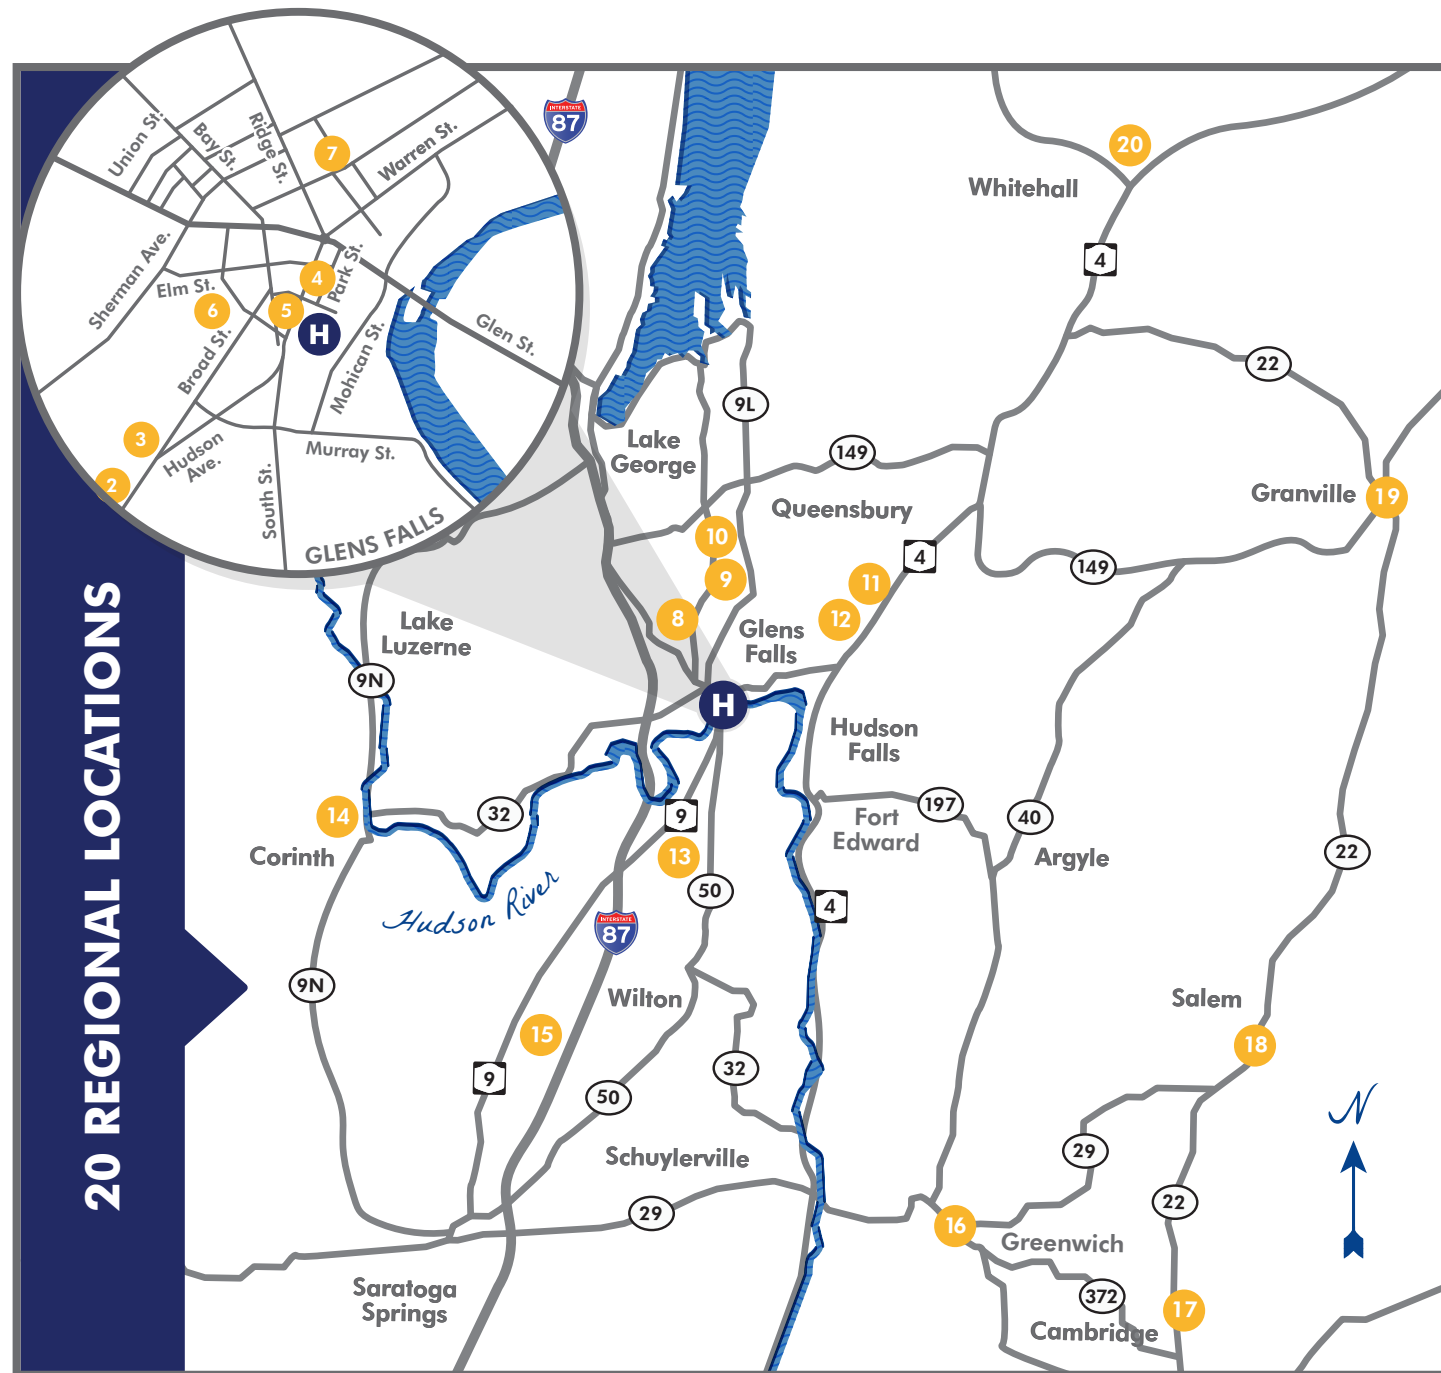 20 REGIONAL LOCATIONS
Union St.
Bay St.
Ridge St.
7
Warren St.
Sherman Ave.
Elm St.
6
5
4
Park St.
H
Broad St.
Mohican St.
Glen St.
3
2
Hudson
Ave.
South St.
Murray St.
GLENS FALLS
INTERSTATE
87
20
Whitehall
4
22
9L
Lake
George
149
Queensbury
Granville
19
10
9
8
11
12
4
149
Glens
Falls
Lake
Luzerne
9N
H
Hudson
Falls
14
Corinth
32
9
13
Fort
Edward
197
40
Argyle
22
Hudson River
50
4
INTERSTATE
87
9N
Wilton
Salem
18
15
9
50
32
N
Schuylerville
29
29
22
16
Greenwich
Saratoga
Springs
372
17
Cambridge